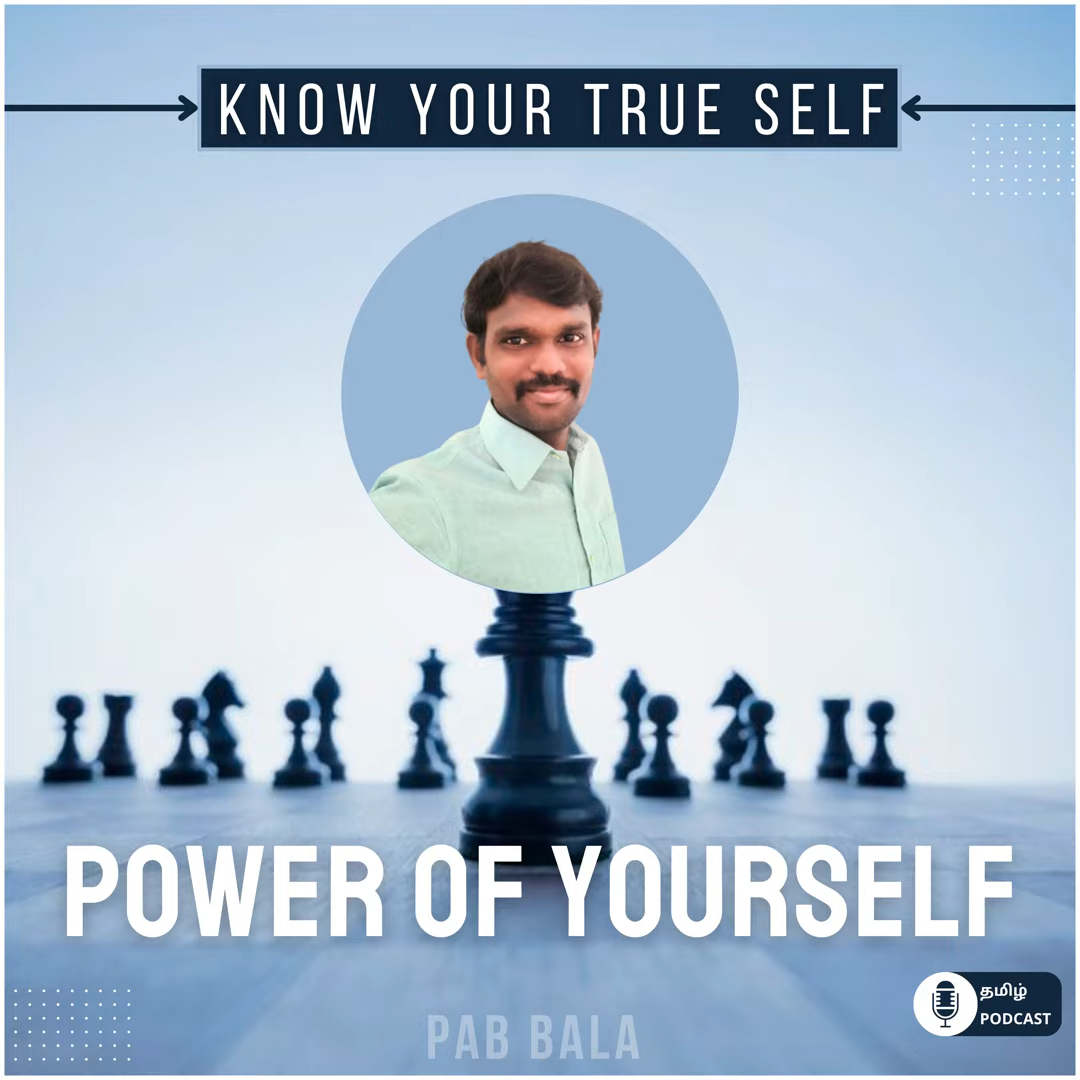 KNOW YOUR TRUE SELF
POWER OF YOURSELF
தமிழ்
PODCAST
PAB BALA